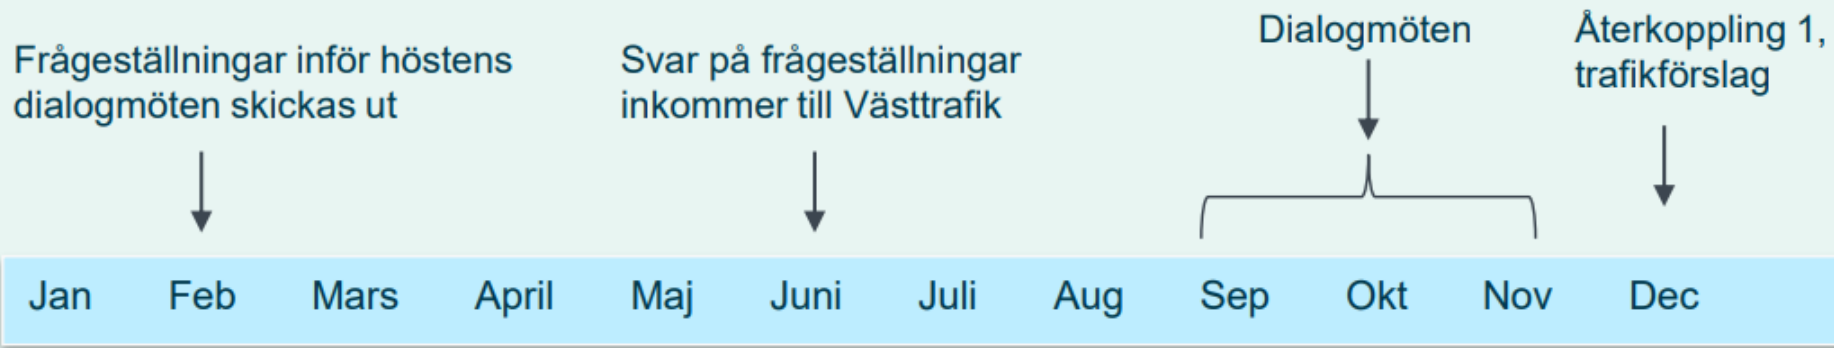 Frågeställningar inför höstens
dialogmöten skickas ut
Svar på frågeställningar
inkommer till Västtrafik
Dialogmöten
Återkoppling 1,
trafikförslag
Jan Feb Mars April Maj Juni Juli Aug Sep Okt Nov Dec